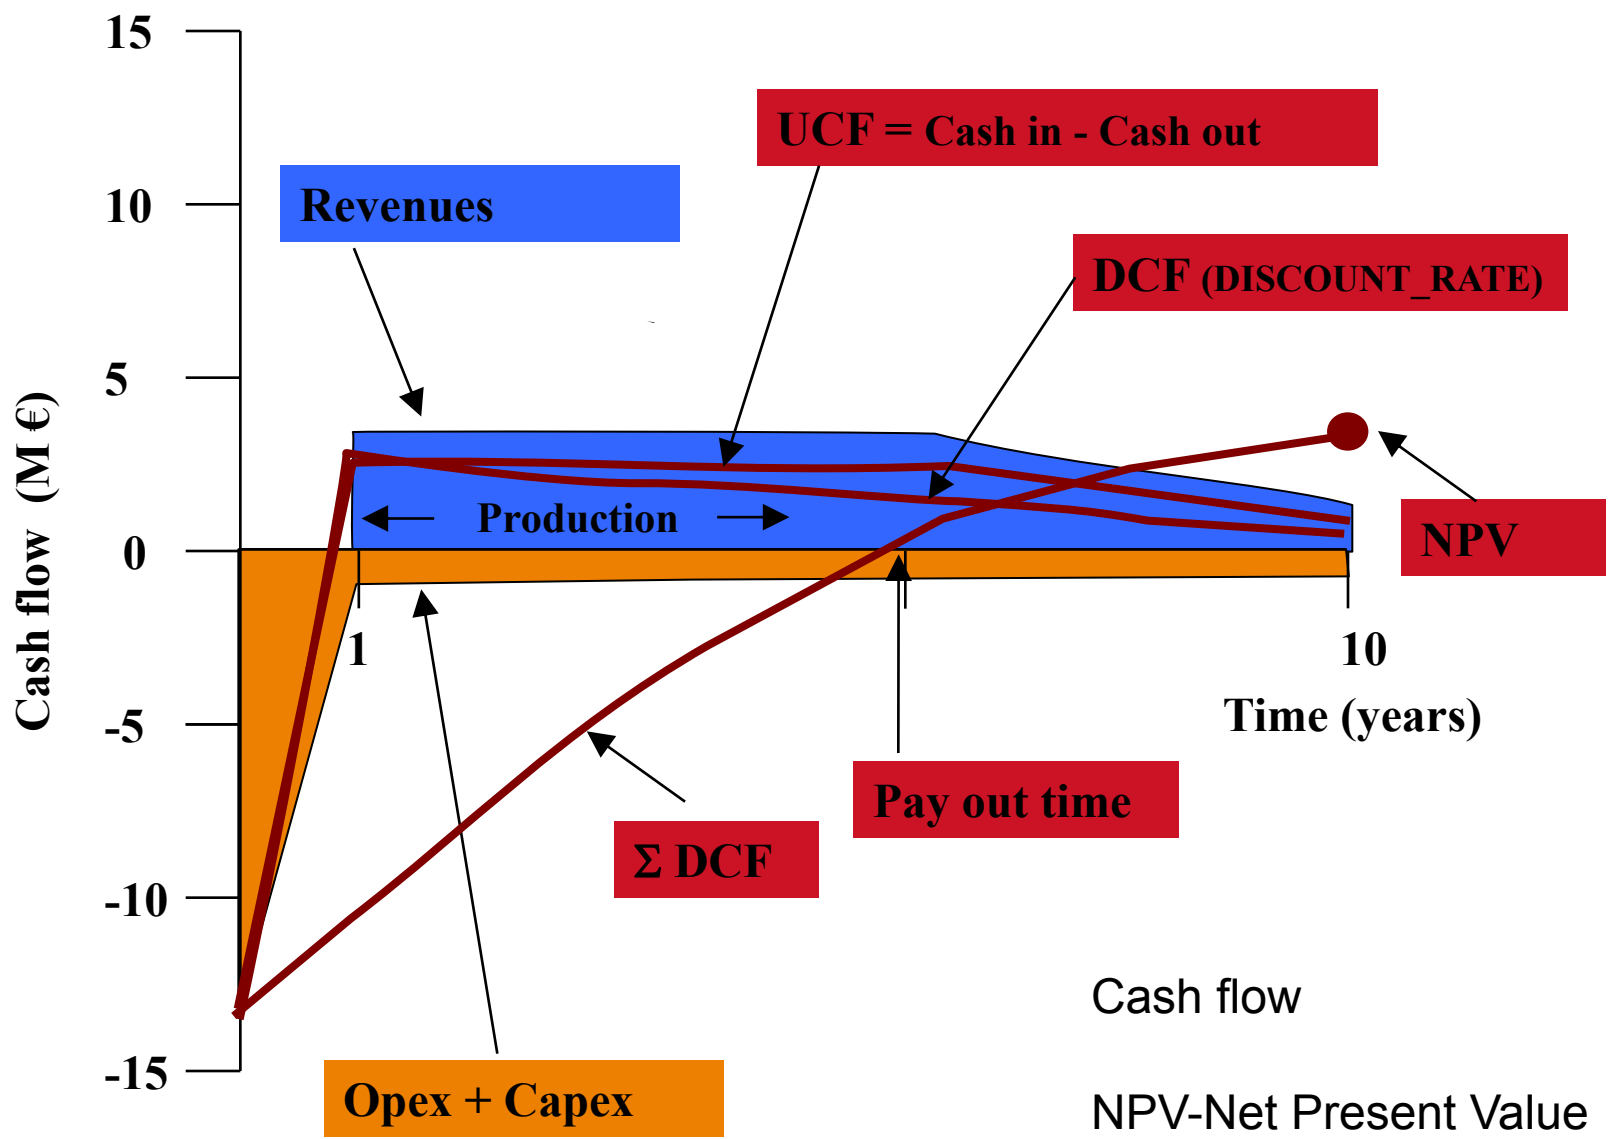 15
UCF = Cash in - Cash out
10
Revenues
DCF (DISCOUNT_RATE)
5
Cash flow (M €)
Production
NPV
0
1
10
Time (years)
-5
Pay out time
Σ DCF
-10
Cash flow
-15
Opex + Capex
NPV-Net Present Value